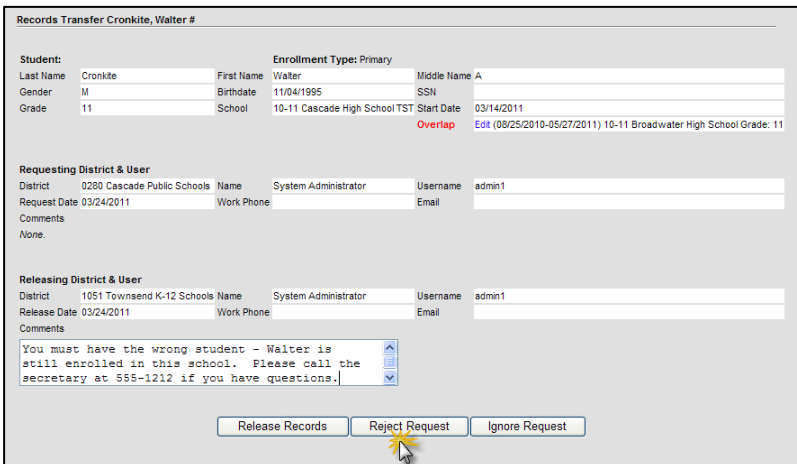 Records Transfer Cronkite, Walter #
Student: Enrollment Type: Primary
Last Name Cronkite First Name Walter Middle Name A
Gender M Birthdate 11/04/1995 SSN
Grade 11 School 10-11 Cascade High School TST Start Date 03/14/2011
Overlap Edit (08/25/2010-05/27/2011) 10-11 Broadwater High School Grade: 11
Requesting District & User
District 0280 Cascade Public Schools Name System Administrator Username admin1
Request Date 03/24/2011 Work Phone Email
Comments
None.
Releasing District & User
District 1051 Townsend K-12 Schools Name System Administrator Username admin1
Release Date 03/24/2011 Work Phone Email
Comments
You must have the wrong student - Walter is
still enrolled in this school. Please call the
secretary at 555-1212 if you have questions.
Release Records Reject Request Ignore Request